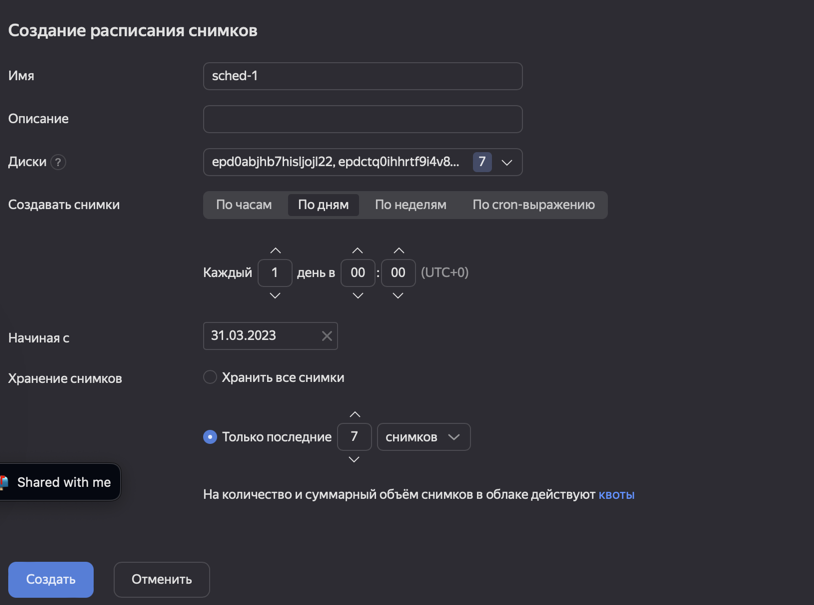 Создание расписания снимков
Имя
sched-1
Описание
Диски ?
epd0abjhb7hisljojl22, epdctq0ihhrtf9i4v8... 7
Создавать снимки
По часам По дням По неделям По cron-выражению
Каждый 1 день в 00 : 00 (UTC+0)
Начиная с
31.03.2023
Хранение снимков
Хранить все снимки
Только последние 7 снимков
Shared with me
На количество и суммарный объём снимков в облаке действуют квоты
Создать Отменить